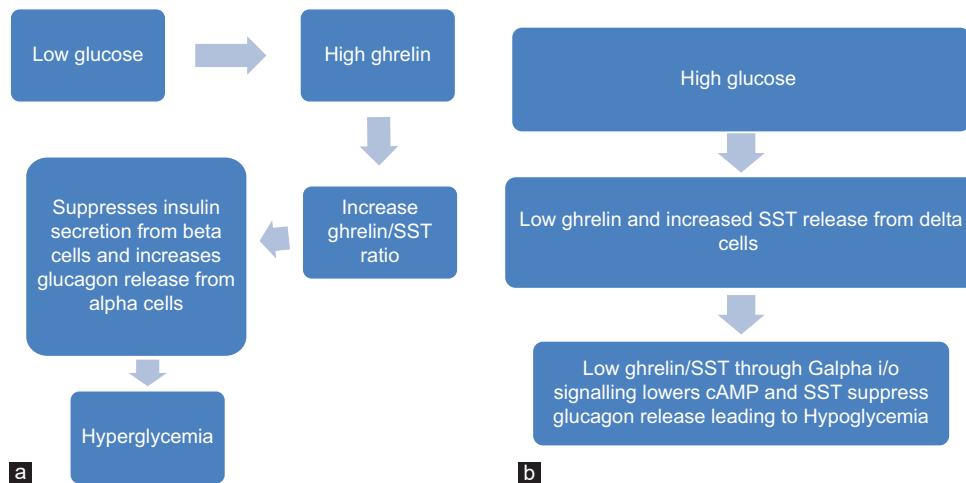 Low glucose
High ghrelin
Increase
ghrelin/SST
ratio
Suppresses insulin
secretion from beta
cells and increases
glucagon release from
alpha cells
Hyperglycemia
a
High glucose
Low ghrelin and increased SST release from delta
cells
Low ghrelin/SST through Galpha i/o
signalling lowers cAMP and SST suppress
glucagon release leading to Hypoglycemia
b